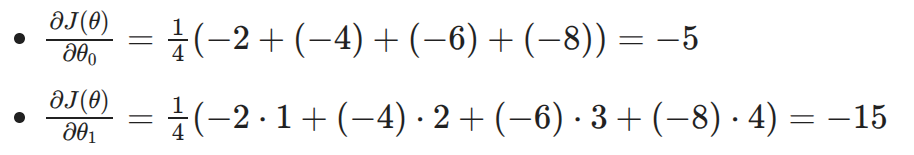 • ∂J(θ)/∂θ₀ = 1/4(−2 + (−4) + (−6) + (−8)) = −5
• ∂J(θ)/∂θ₁ = 1/4(−2 · 1 + (−4) · 2 + (−6) · 3 + (−8) · 4) = −15